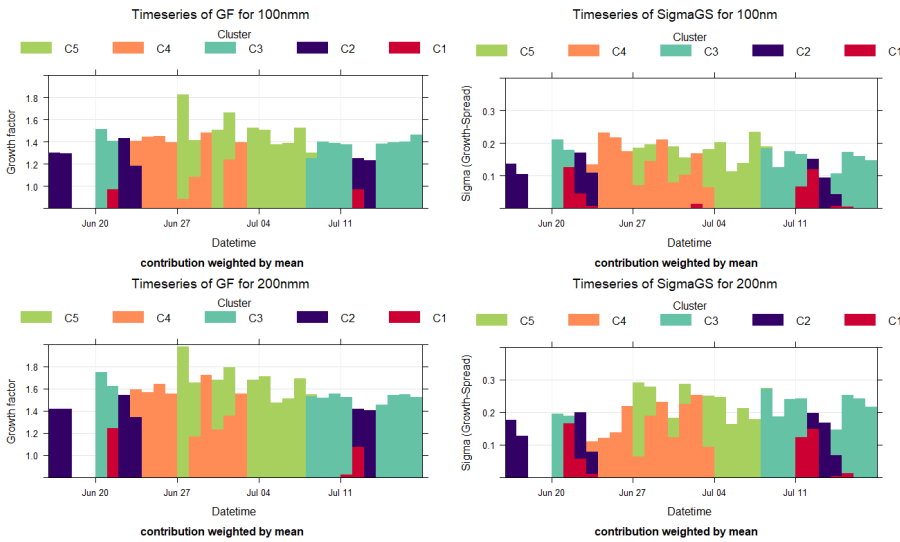 Timeseries of GF for 100nmm
Cluster
C5 C4 C3 C2 C1
Growth factor
1.8
1.6
1.4
1.2
1.0
Jun 20 Jun 27 Jul 04 Jul 11
Datetime
contribution weighted by mean
Timeseries of SigmaGS for 100nm
Cluster
C5 C4 C3 C2 C1
Sigma (Growth-Spread)
0.3
0.2
0.1
Jun 20 Jun 27 Jul 04 Jul 11
Datetime
contribution weighted by mean
Timeseries of GF for 200nmm
Cluster
C5 C4 C3 C2 C1
Growth factor
1.8
1.6
1.4
1.2
1.0
Jun 20 Jun 27 Jul 04 Jul 11
Datetime
contribution weighted by mean
Timeseries of SigmaGS for 200nm
Cluster
C5 C4 C3 C2 C1
Sigma (Growth-Spread)
0.3
0.2
0.1
Jun 20 Jun 27 Jul 04 Jul 11
Datetime
contribution weighted by mean